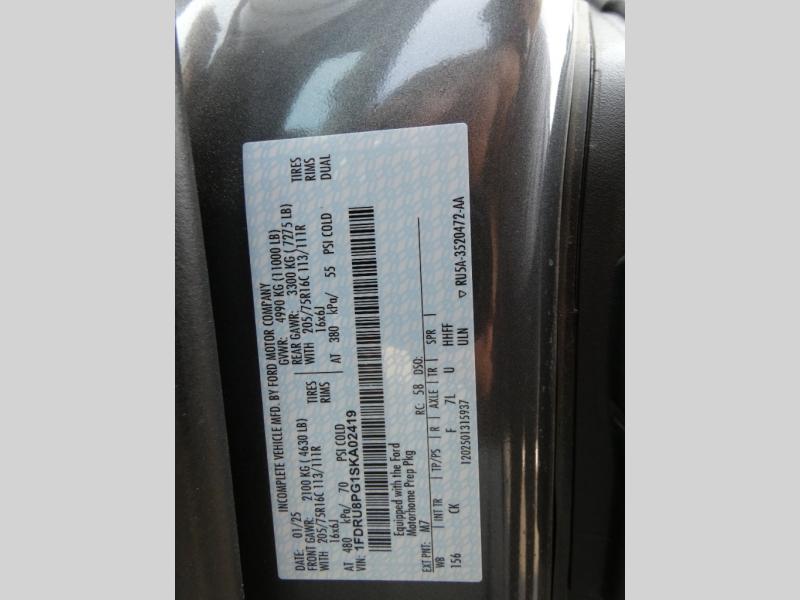 INCOMPLETE VEHICLE MFD. BY FORD MOTOR COMPANY
DATE: 01/25 GVWR: 4990 KG (11000 LB)
FRONT GAWR: 2100 KG ( 4630 LB) REAR GAWR: 3300 KG ( 7275 LB)
WITH 205/75R16C 113/111R TIRES WITH 205/75R16C 113/111R TIRES
16x6J RIMS 16x6J RIMS
AT 480 kPa/ 70 PSI COLD AT 380 kPa/ 55 PSI COLD DUAL
VIN: 1FDRU8PG1SKA02419
Equipped with the Ford
Motorhome Prep Pkg
EXT PNT: M7 RC: 58 DSO:
WB | INT TR | TP/PS | R | AXLE | TR | SPR |
156 CK F 7L U HHFF
1202501315937 ULN
▽ RU5A-3520472-AA